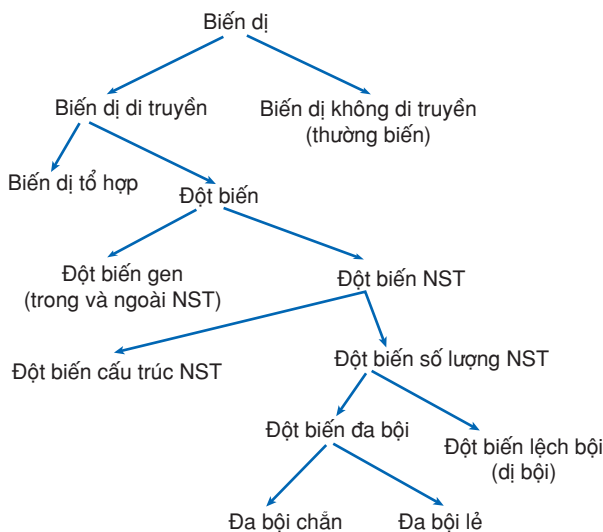 Biến dị
Biến dị di truyền
Biến dị không di truyền
(thường biến)
Biến dị tổ hợp
Đột biến
Đột biến gen
(trong và ngoài NST)
Đột biến NST
Đột biến cấu trúc NST
Đột biến số lượng NST
Đột biến đa bội
Đột biến lệch bội
(dị bội)
Đa bội chẵn
Đa bội lẻ